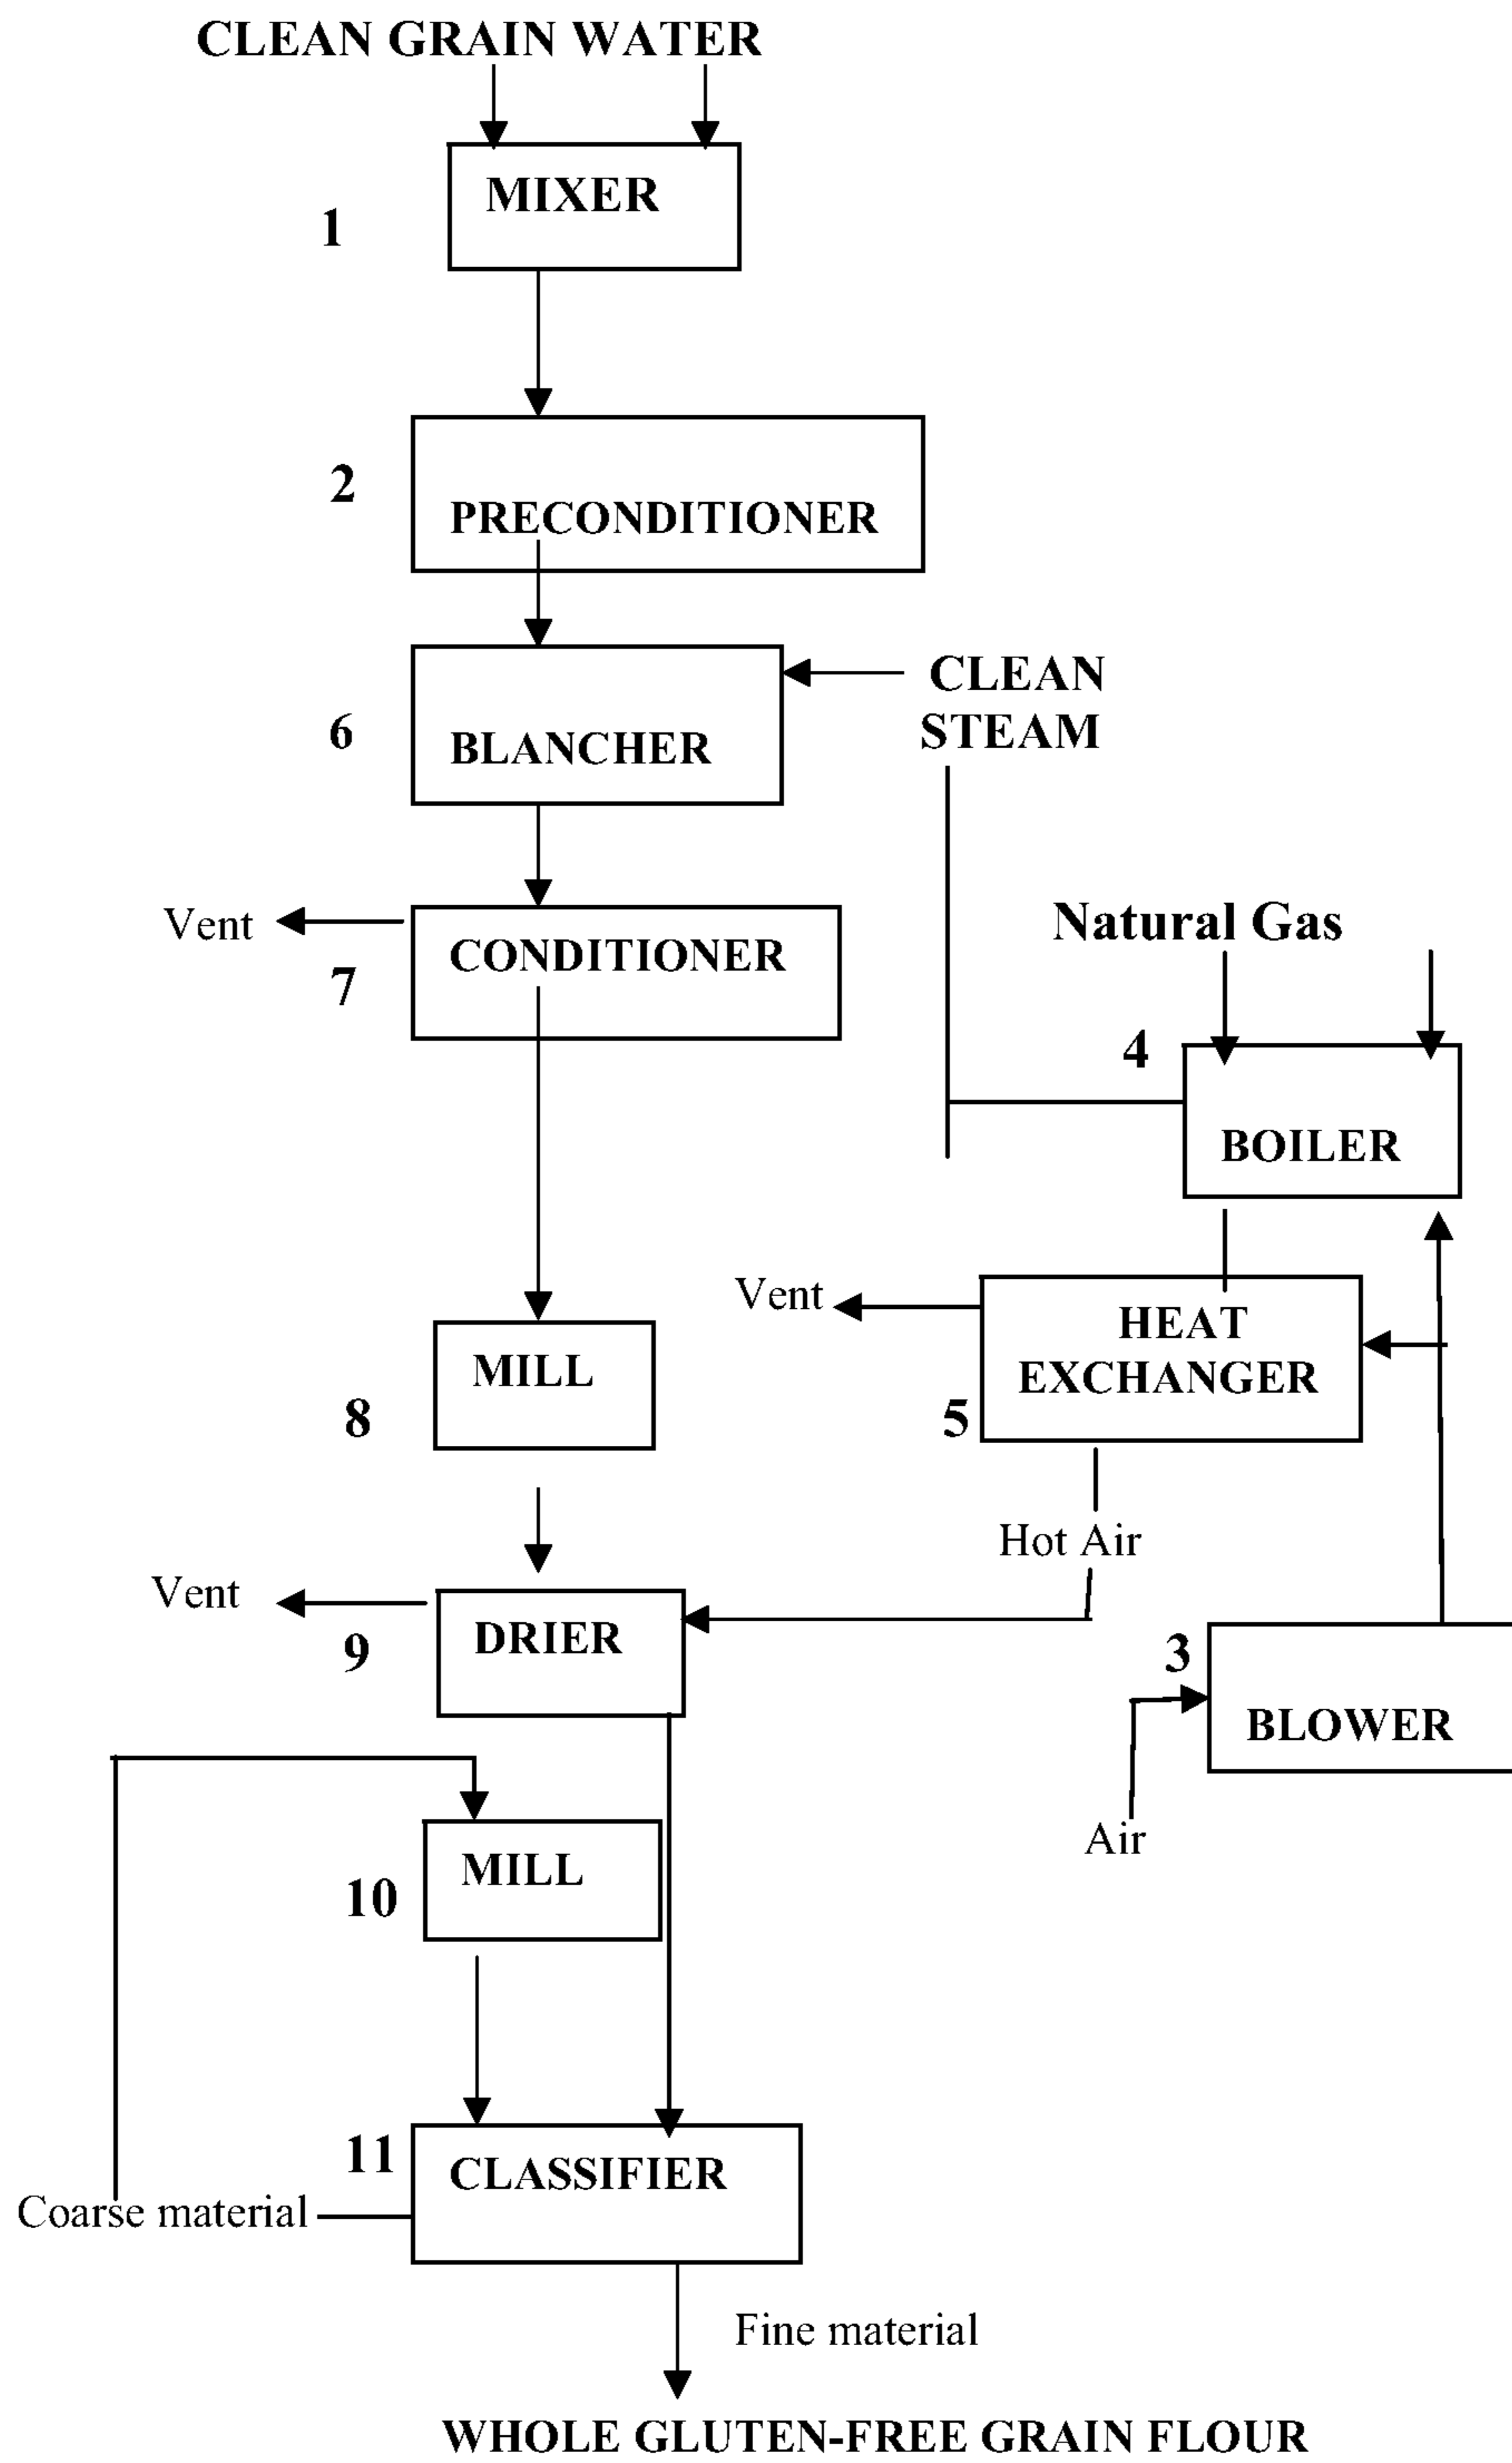 CLEAN GRAIN WATER
MIXER
1
2
PRECONDITIONER
CLEAN
STEAM
6
BLANCHER
Vent
CONDITIONER
7
Natural Gas
4
BOILER
Vent
HEAT
EXCHANGER
5
MILL
8
Hot Air
Vent
DRIER
9
3
BLOWER
Air
MILL
10
11
CLASSIFIER
Coarse material
Fine material
WHOLE GLUTEN-FREE GRAIN FLOUR